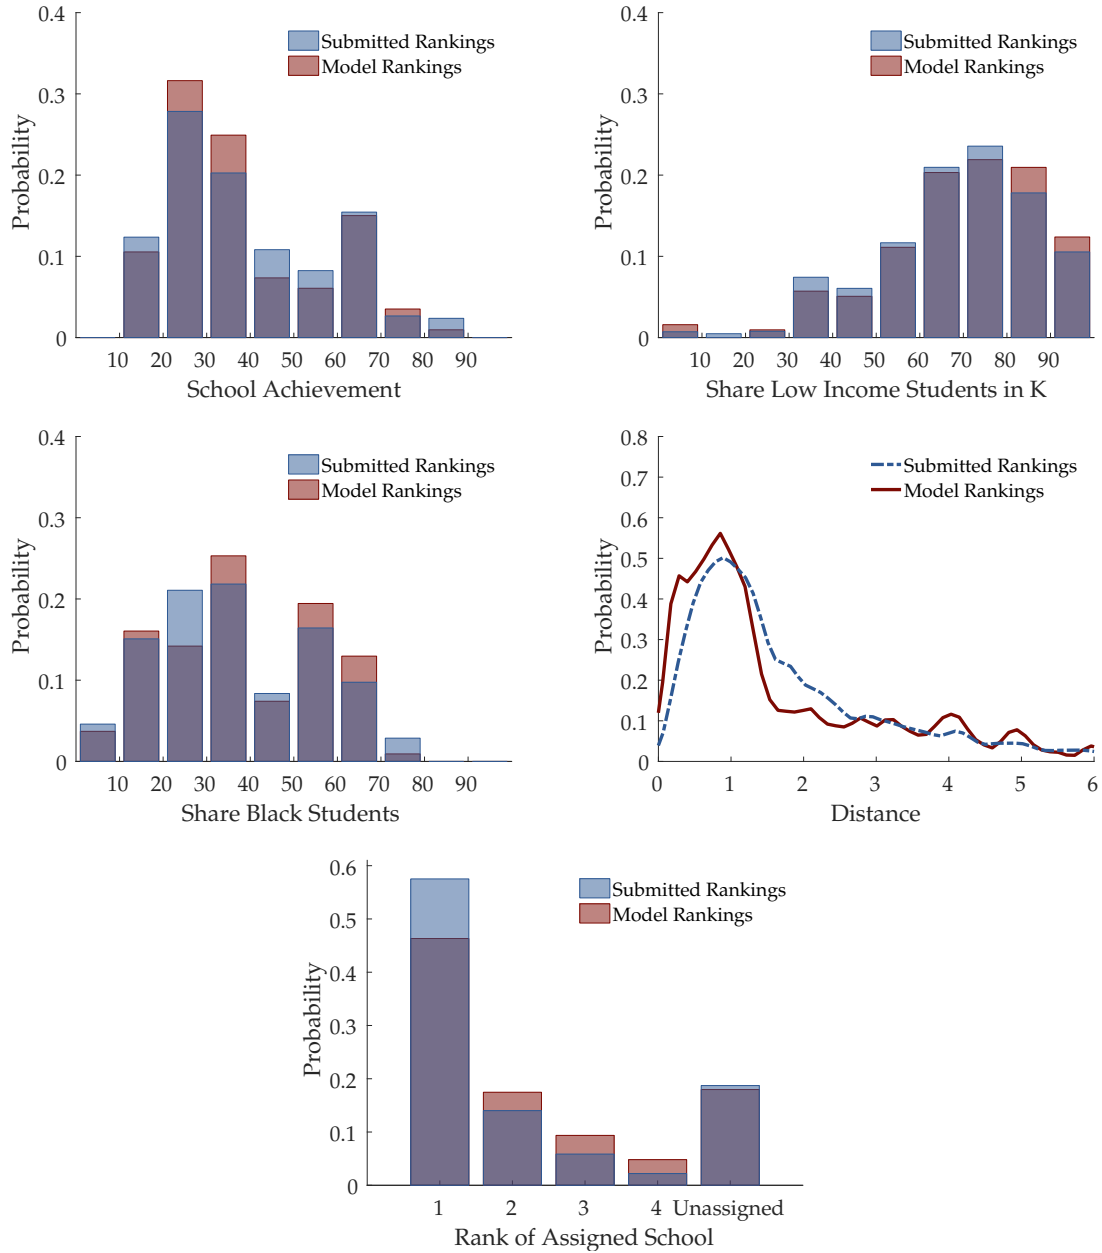 0.4
0.3
0.2
0.1
0
Probability
Submitted Rankings
Model Rankings
10 20 30 40 50 60 70 80 90
School Achievement
0.4
0.3
0.2
0.1
0
Probability
Submitted Rankings
Model Rankings
10 20 30 40 50 60 70 80 90
Share Low Income Students in K
0.4
0.3
0.2
0.1
0
Probability
Submitted Rankings
Model Rankings
10 20 30 40 50 60 70 80 90
Share Black Students
0.8
0.7
0.6
0.5
0.4
0.3
0.2
0.1
0
Probability
Submitted Rankings
Model Rankings
0 1 2 3 4 5 6
Distance
0.6
0.5
0.4
0.3
0.2
0.1
0
Probability
Submitted Rankings
Model Rankings
1 2 3 4 Unassigned
Rank of Assigned School